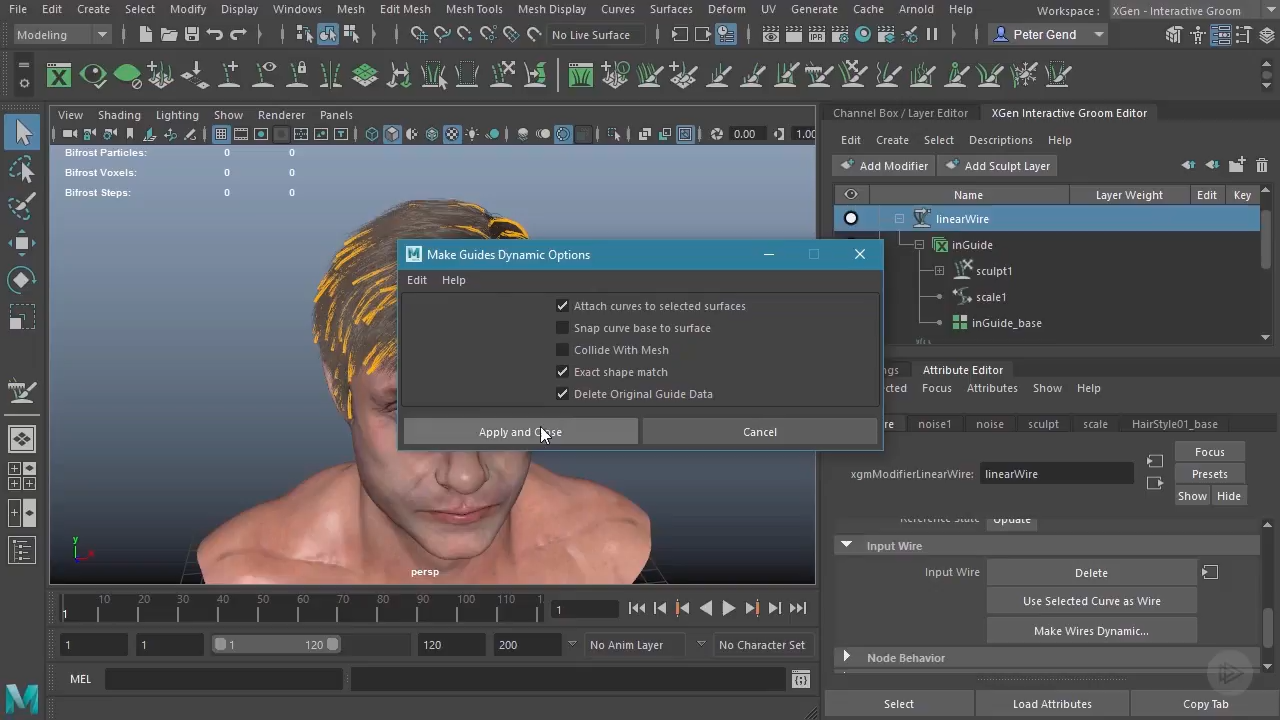 File Edit Create Select Modify Display Windows Mesh Edit Mesh Mesh Tools Mesh Display Curves Surfaces Deform UV Generate Cache Arnold Help Workspace : XGen - Interactive Groom
Modeling No Live Surface Peter Gend
View Shading Lighting Show Renderer Panels
0.00 1.00
Channel Box / Layer Editor XGen Interactive Groom Editor
Edit Create Select Descriptions Help
Add Modifier Add Sculpt Layer
Name Layer Weight Edit Key
linearWire
inGuide
sculpt1
scale1
inGuide_base
Bifrost Particles: 0 0
Bifrost Voxels: 0 0
Bifrost Steps: 0 0
Make Guides Dynamic Options
Edit Help
Attach curves to selected surfaces
Snap curve base to surface
Collide With Mesh
Exact shape match
Delete Original Guide Data
Apply and Close Cancel
Attribute Editor
Focus Attributes Show Help
noise1 noise sculpt scale HairStyle01_base
Focus
xgmModifierLinearWire: linearWire Presets
Show Hide
Reference State Update
Input Wire
Input Wire Delete
Use Selected Curve as Wire
Make Wires Dynamic...
Node Behavior
Select Load Attributes Copy Tab
y
persp
10 20 30 40 50 60 70 80 90 100 110 1
1 1
1 1 1 120 120 200 No Anim Layer No Character Set
MEL